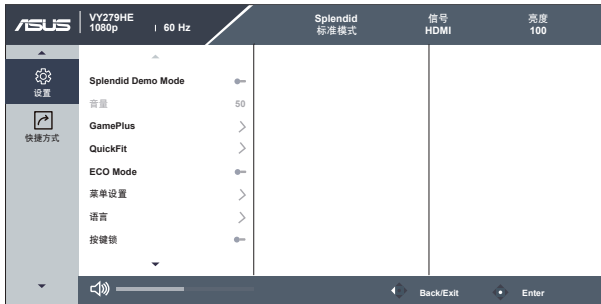 ASUS
VY279HE
1080p | 60 Hz
Splendid
标准模式
信号
HDMI
亮度
100
设置
快捷方式
Splendid Demo Mode
音量 50
GamePlus
QuickFit
ECO Mode
菜单设置
语言
按键锁
Back/Exit
Enter